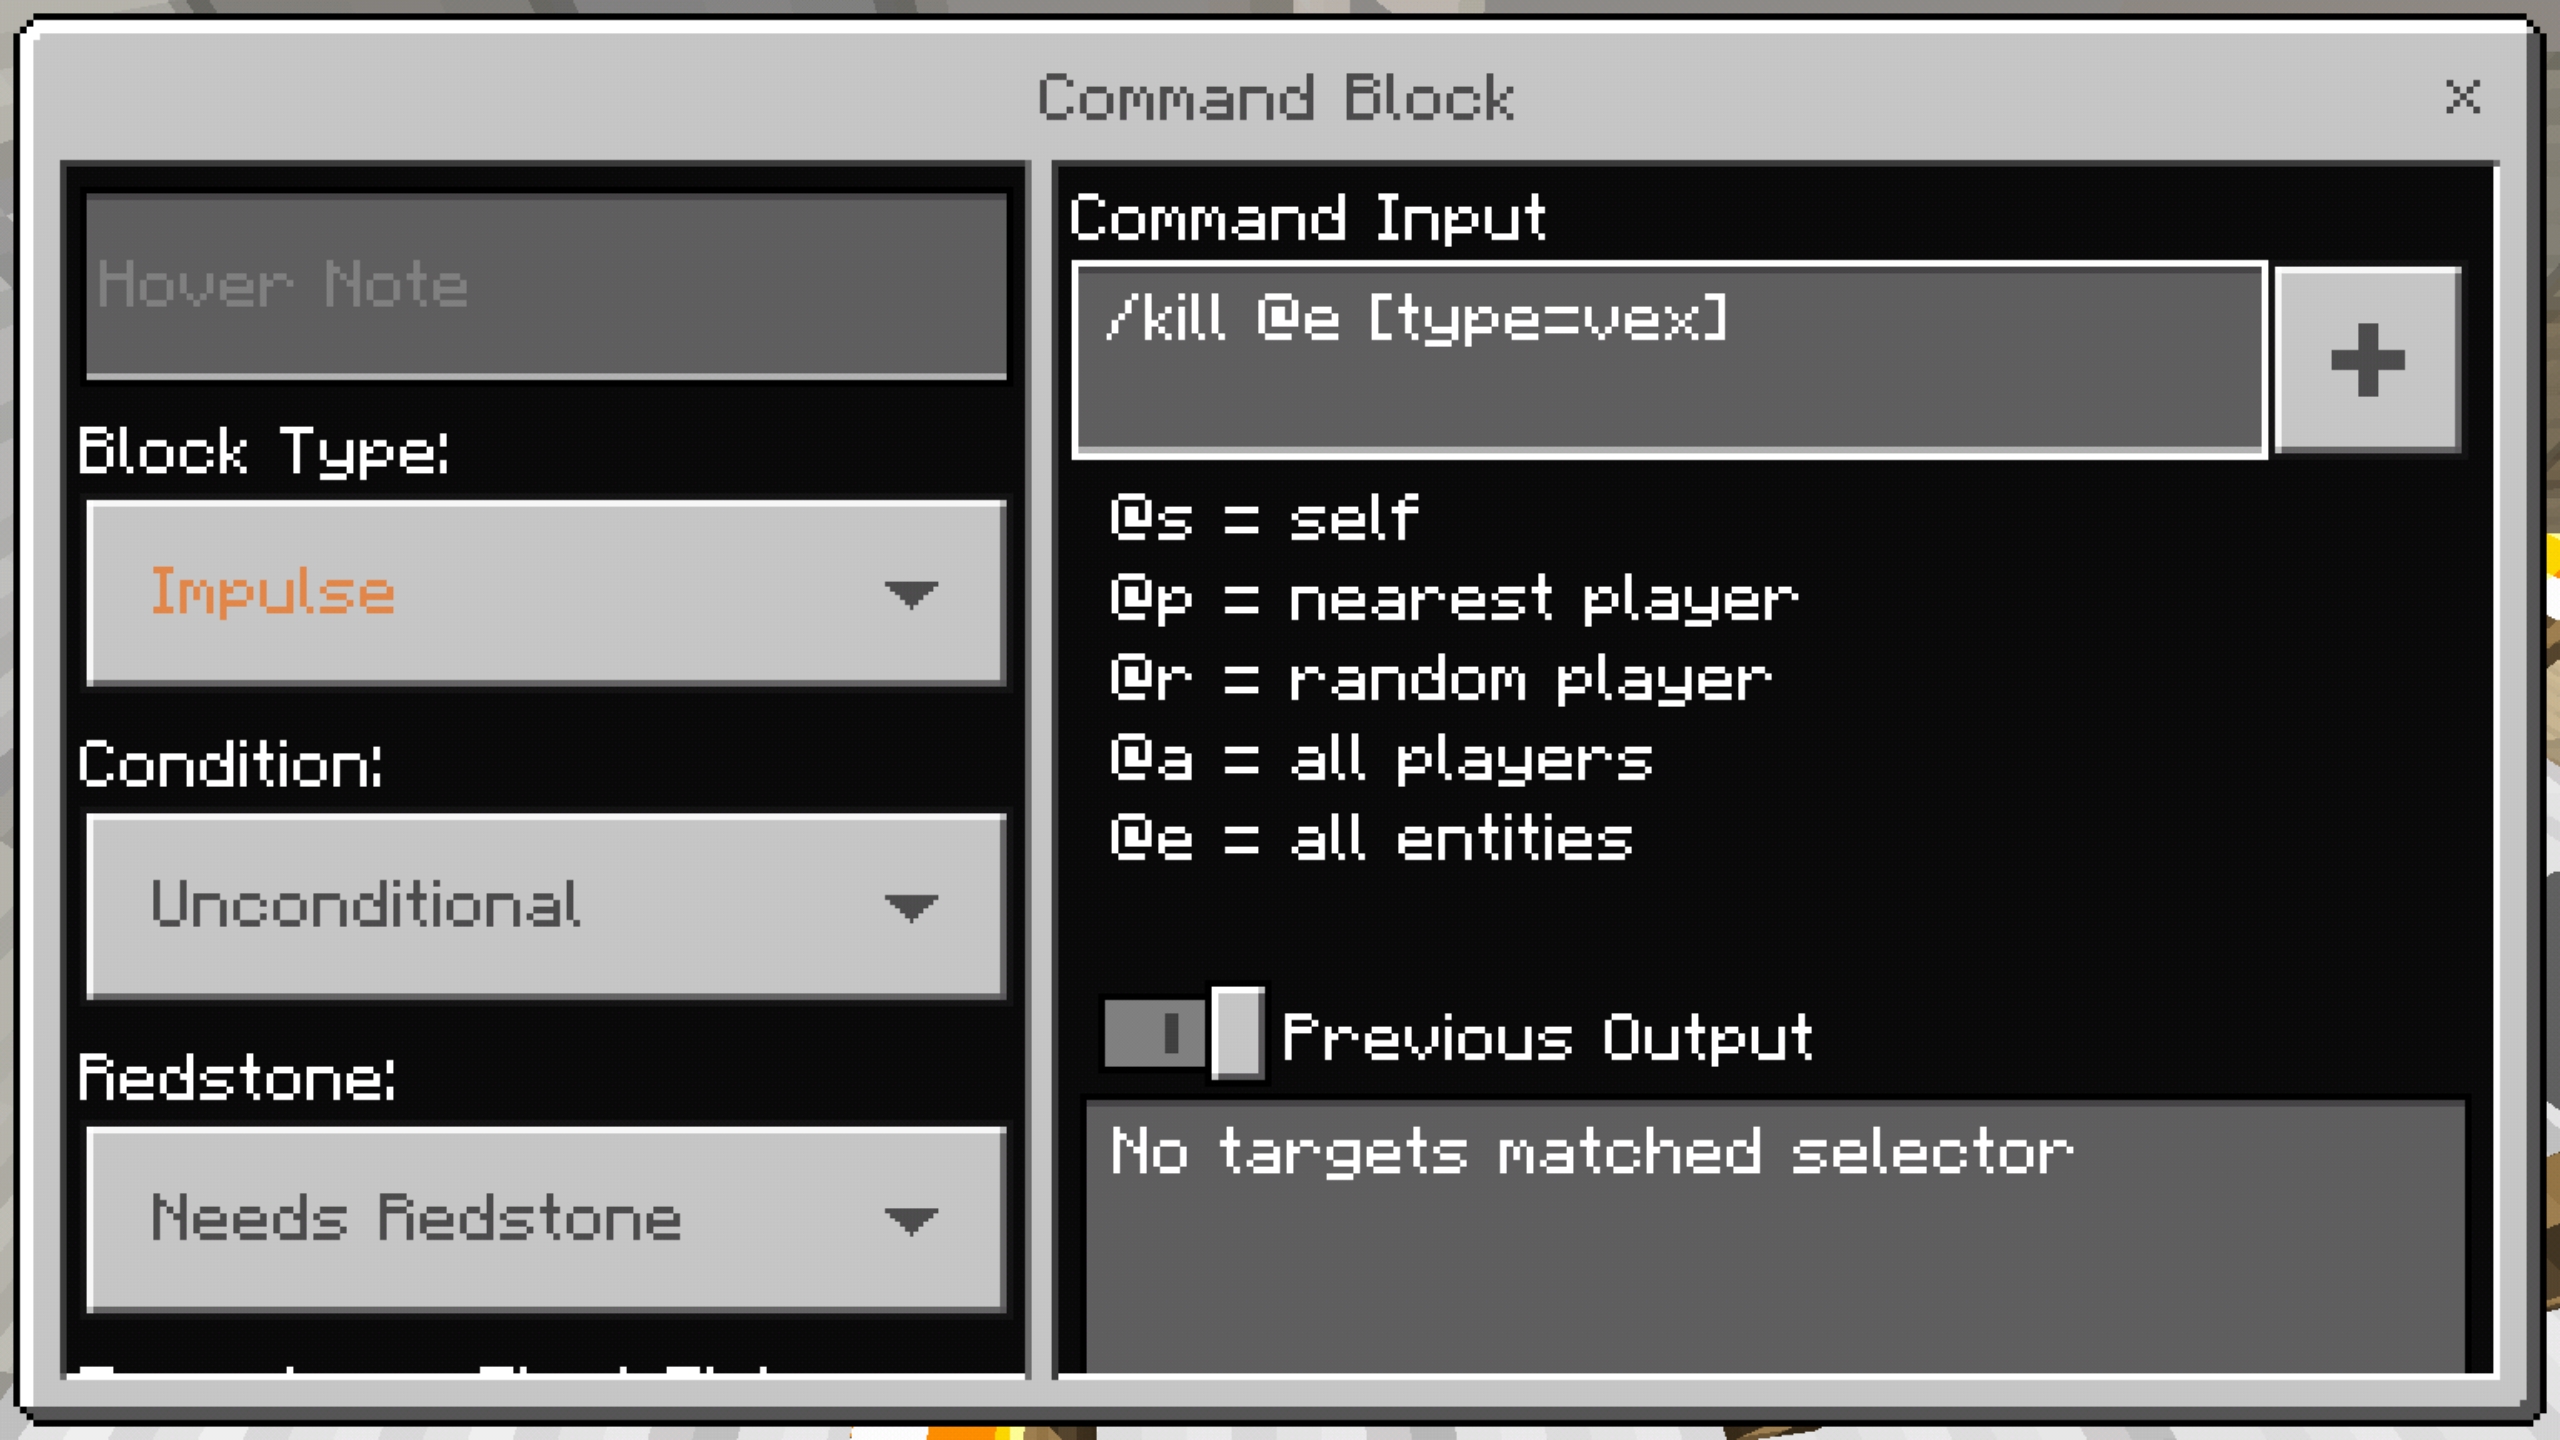 Command Block
Hover Note
Block Type:
Impulse
Condition:
Unconditional
Redstone:
Needs Redstone
Command Input
/kill @e [type=vex]
@s = self
@p = nearest player
@r = random player
@a = all players
@e = all entities
Previous Output
No targets matched selector